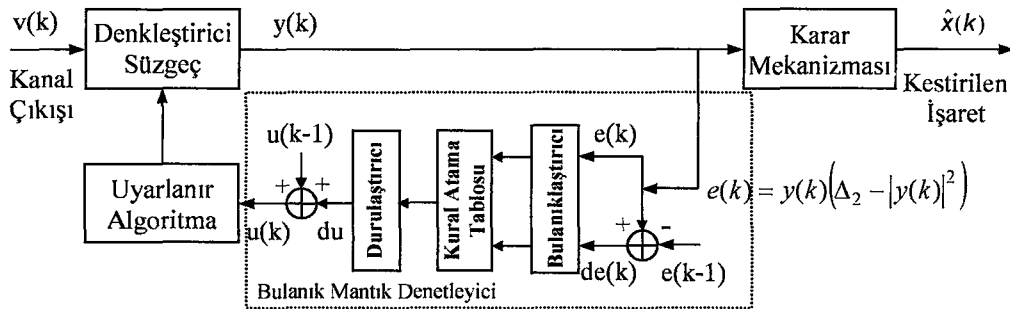 v(k)
Kanal
Çıkışı
Denkleştirici
Süzgeç
y(k)
Karar
Mekanizması
x̂(k)
Kestirilen
İşaret
Uyarlanır
Algoritma
u(k-1)
+
+
u(k)
du
Durulaştırıcı
Kural Atama
Tablosu
Bulanıklaştırıcı
e(k)
+
-
de(k)
e(k-1)
e(k) = y(k)(Δ₂ − |y(k)|²)
Bulanık Mantık Denetleyici